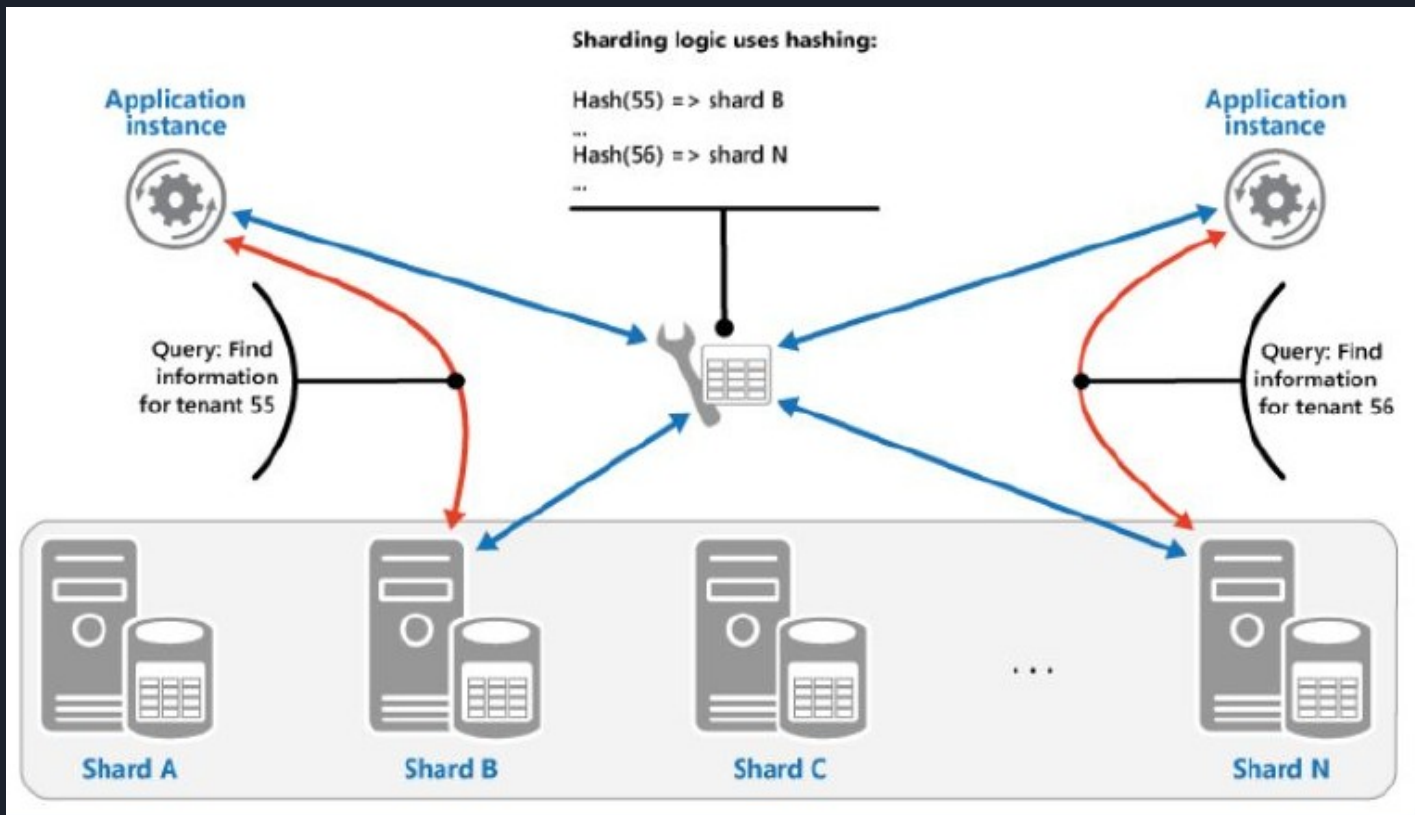 Sharding logic uses hashing:
Hash(55) => shard B
...
Hash(56) => shard N
...
Application
instance
Application
instance
Query: Find
information
for tenant 55
Query: Find
information
for tenant 56
...
Shard A
Shard B
Shard C
Shard N